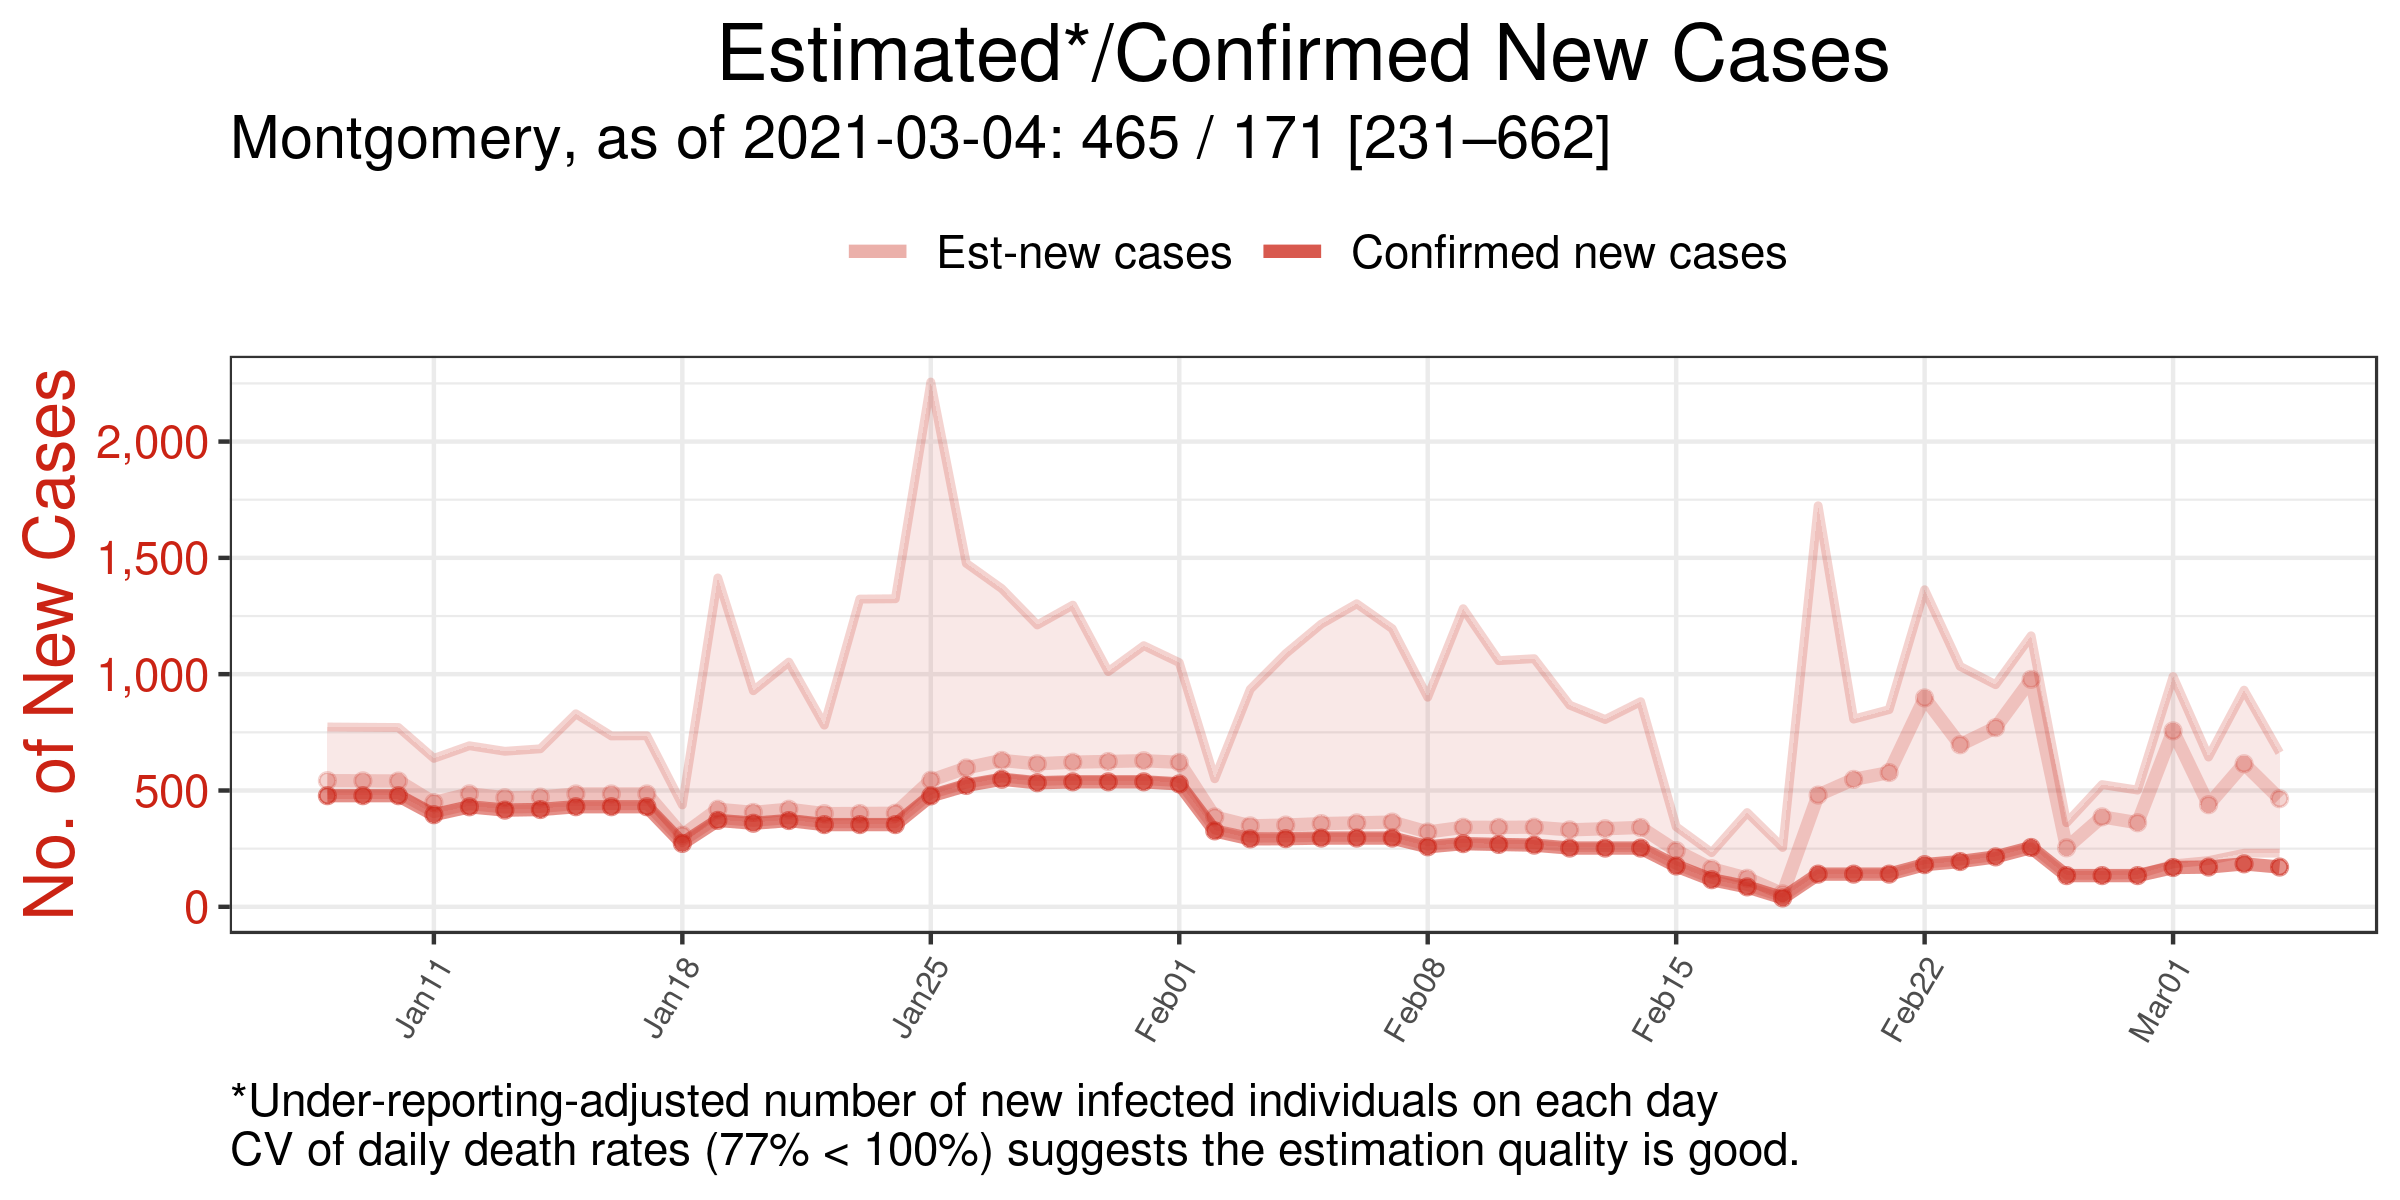 Estimated*/Confirmed New Cases
Montgomery, as of 2021-03-04: 465 / 171 [231–662]
Est-new cases
Confirmed new cases
No. of New Cases
2,000
1,500
1,000
500
0
Jan11
Jan18
Jan25
Feb01
Feb08
Feb15
Feb22
Mar01
*Under-reporting-adjusted number of new infected individuals on each day
CV of daily death rates (77% < 100%) suggests the estimation quality is good.